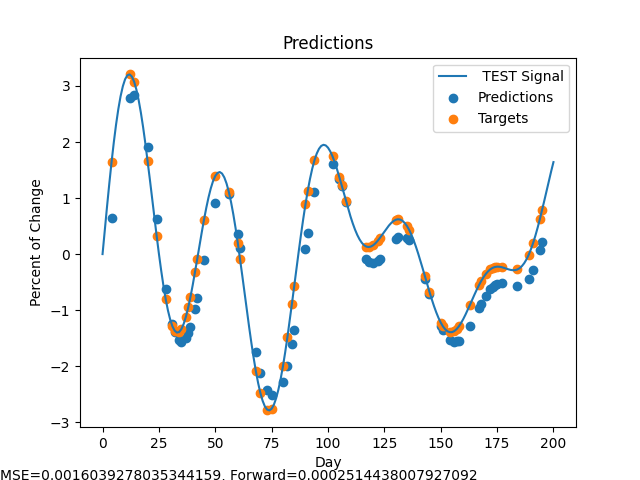 Predictions
TEST Signal
Predictions
Targets
Percent of Change
3
2
1
0
−1
−2
−3
0 25 50 75 100 125 150 175 200
Day
MSE=0.0016039278035344159, Forward=0.0002514438007927092